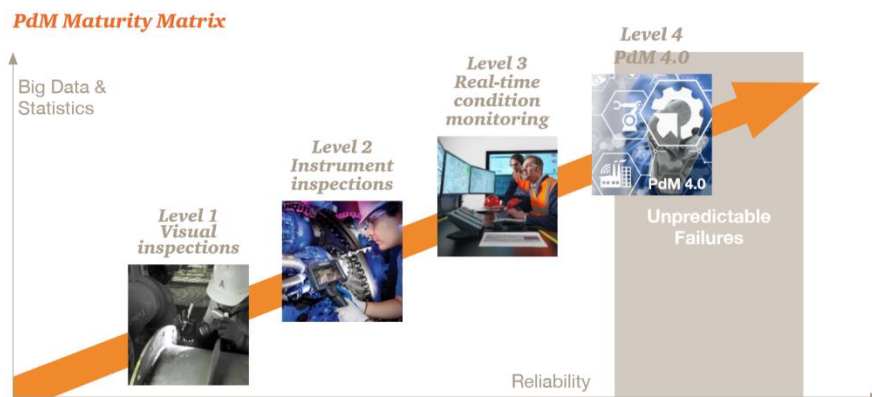 PdM Maturity Matrix
Big Data &
Statistics
Level 1
Visual
inspections
Level 2
Instrument
inspections
Level 3
Real-time
condition
monitoring
Level 4
PdM 4.0
PdM 4.0
Unpredictable
Failures
Reliability